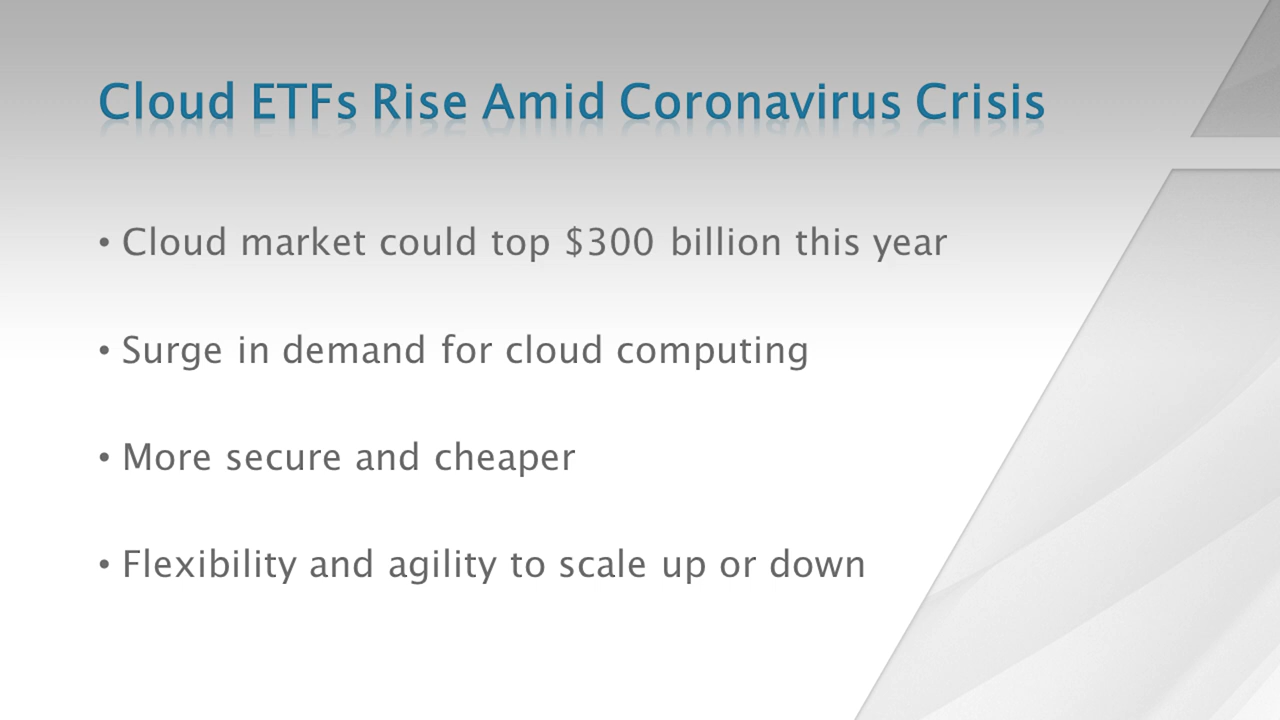 Cloud ETFs Rise Amid Coronavirus Crisis
• Cloud market could top $300 billion this year
• Surge in demand for cloud computing
• More secure and cheaper
• Flexibility and agility to scale up or down